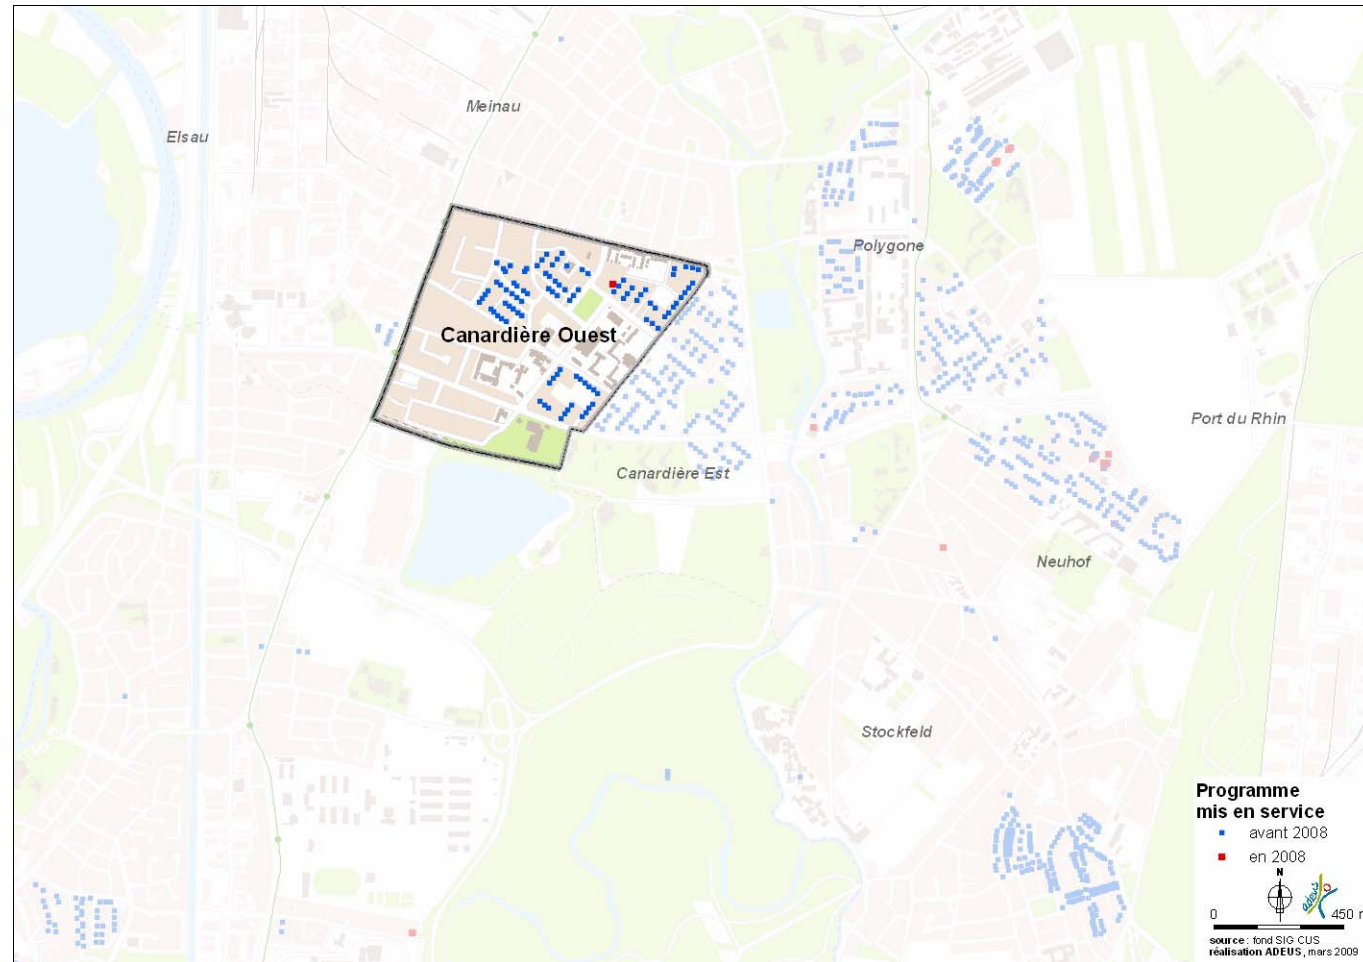 Meinau
Elsau
Polygone
Canardière Ouest
Port du Rhin
Canardière Est
Neuhof
Stockfeld
Programme
mis en service
avant 2008
en 2008
N
adeus
0 450 m
source : fond SIG CUS
réalisation ADEUS, mars 2009